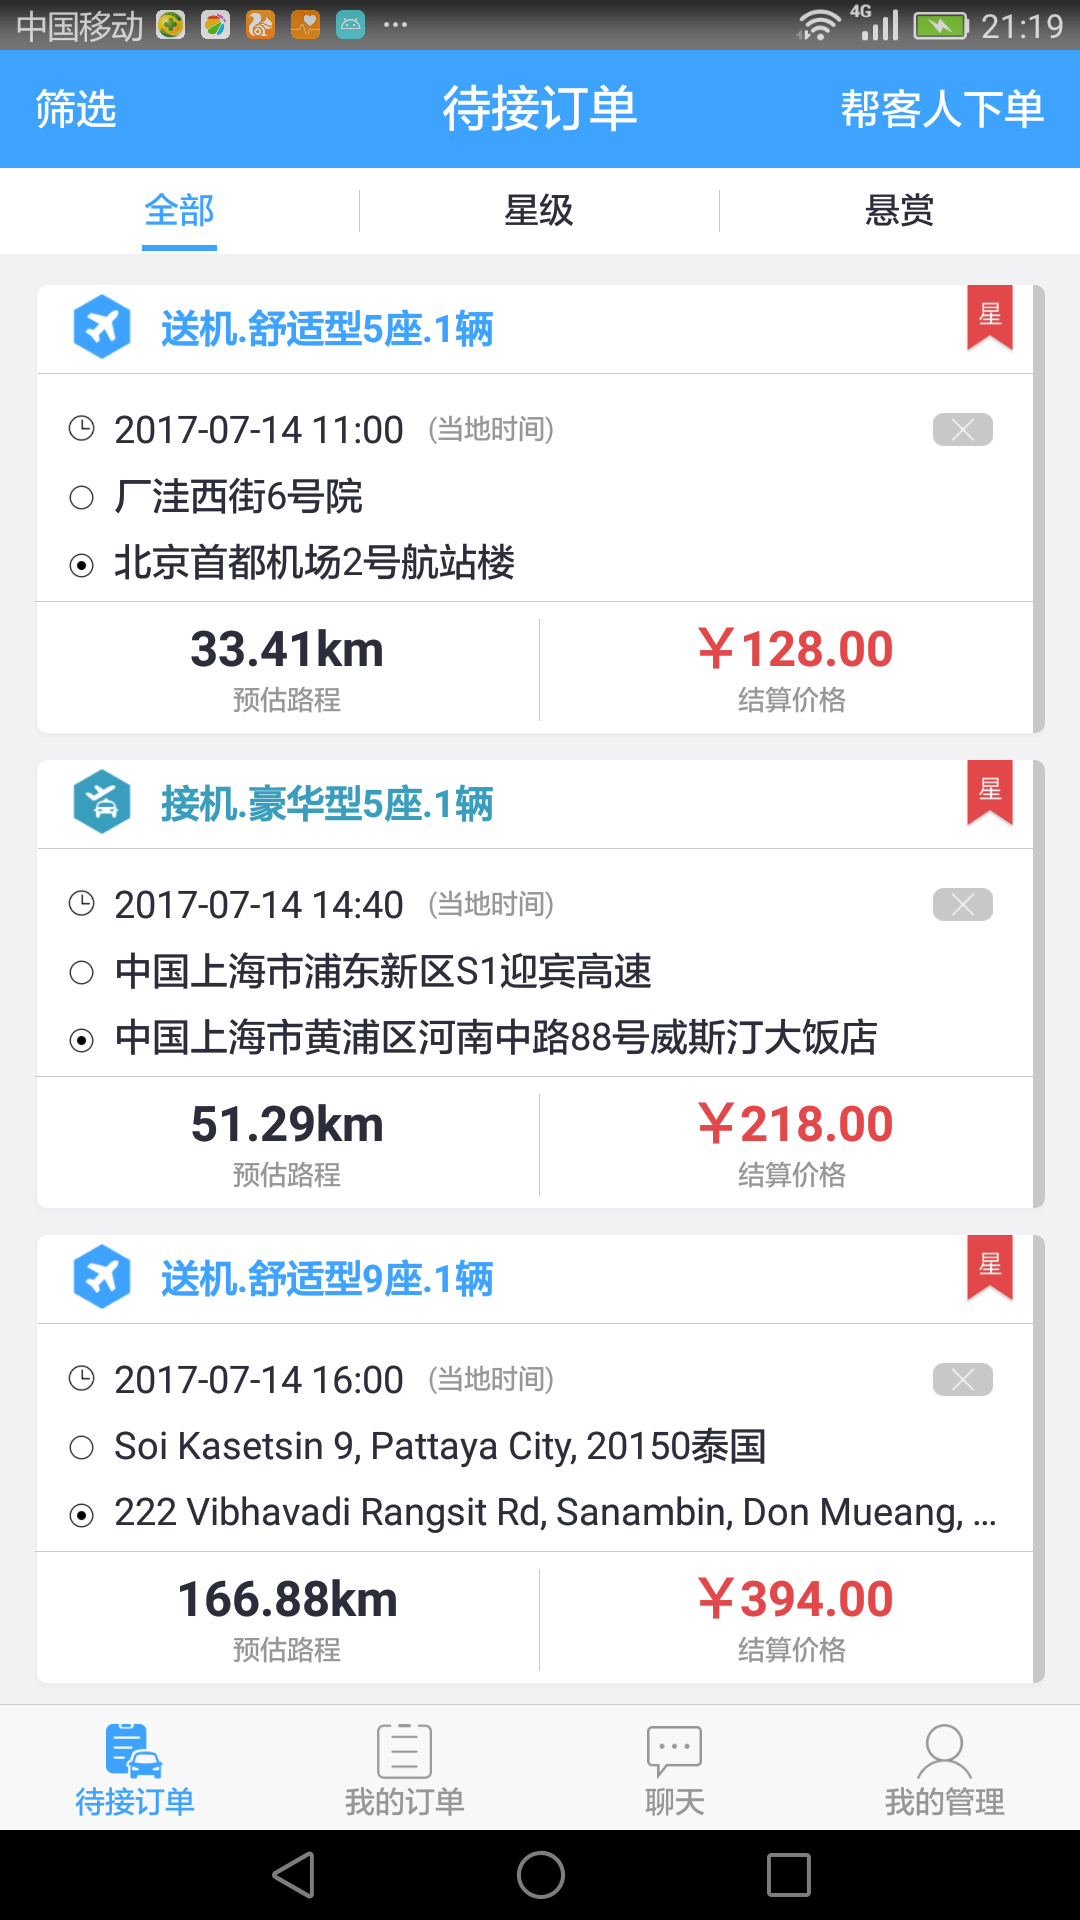 中国移动 4G 21:19
筛选 待接订单 帮客人下单
全部 星级 悬赏
送机.舒适型5座.1辆 星
2017-07-14 11:00 (当地时间)
厂洼西街6号院
北京首都机场2号航站楼
33.41km ￥128.00
预估路程 结算价格
接机.豪华型5座.1辆 星
2017-07-14 14:40 (当地时间)
中国上海市浦东新区S1迎宾高速
中国上海市黄浦区河南中路88号威斯汀大饭店
51.29km ￥218.00
预估路程 结算价格
送机.舒适型9座.1辆 星
2017-07-14 16:00 (当地时间)
Soi Kasetsin 9, Pattaya City, 20150泰国
222 Vibhavadi Rangsit Rd, Sanambin, Don Mueang, ...
166.88km ￥394.00
预估路程 结算价格
待接订单 我的订单 聊天 我的管理